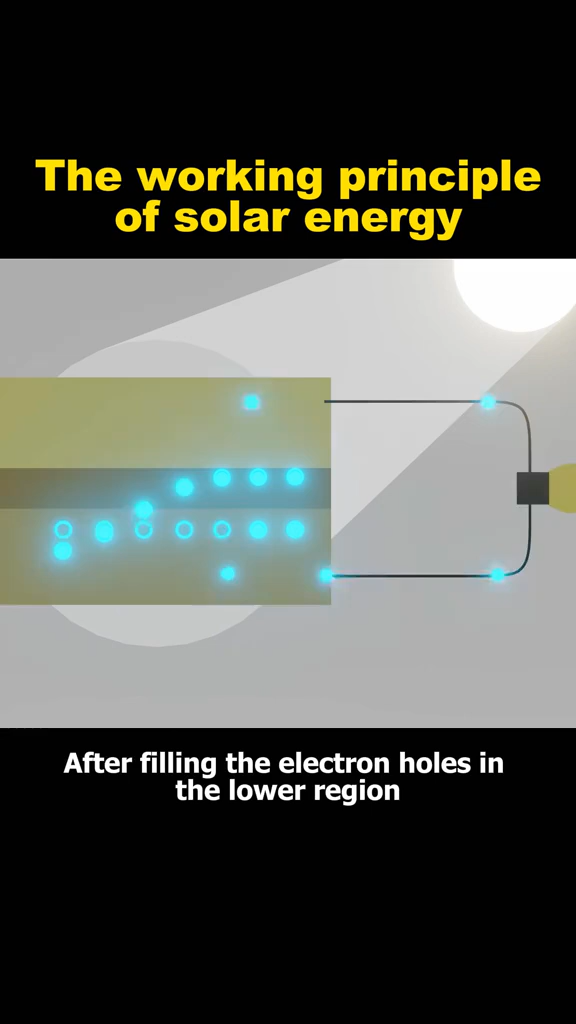 The working principle
of solar energy
After filling the electron holes in
the lower region